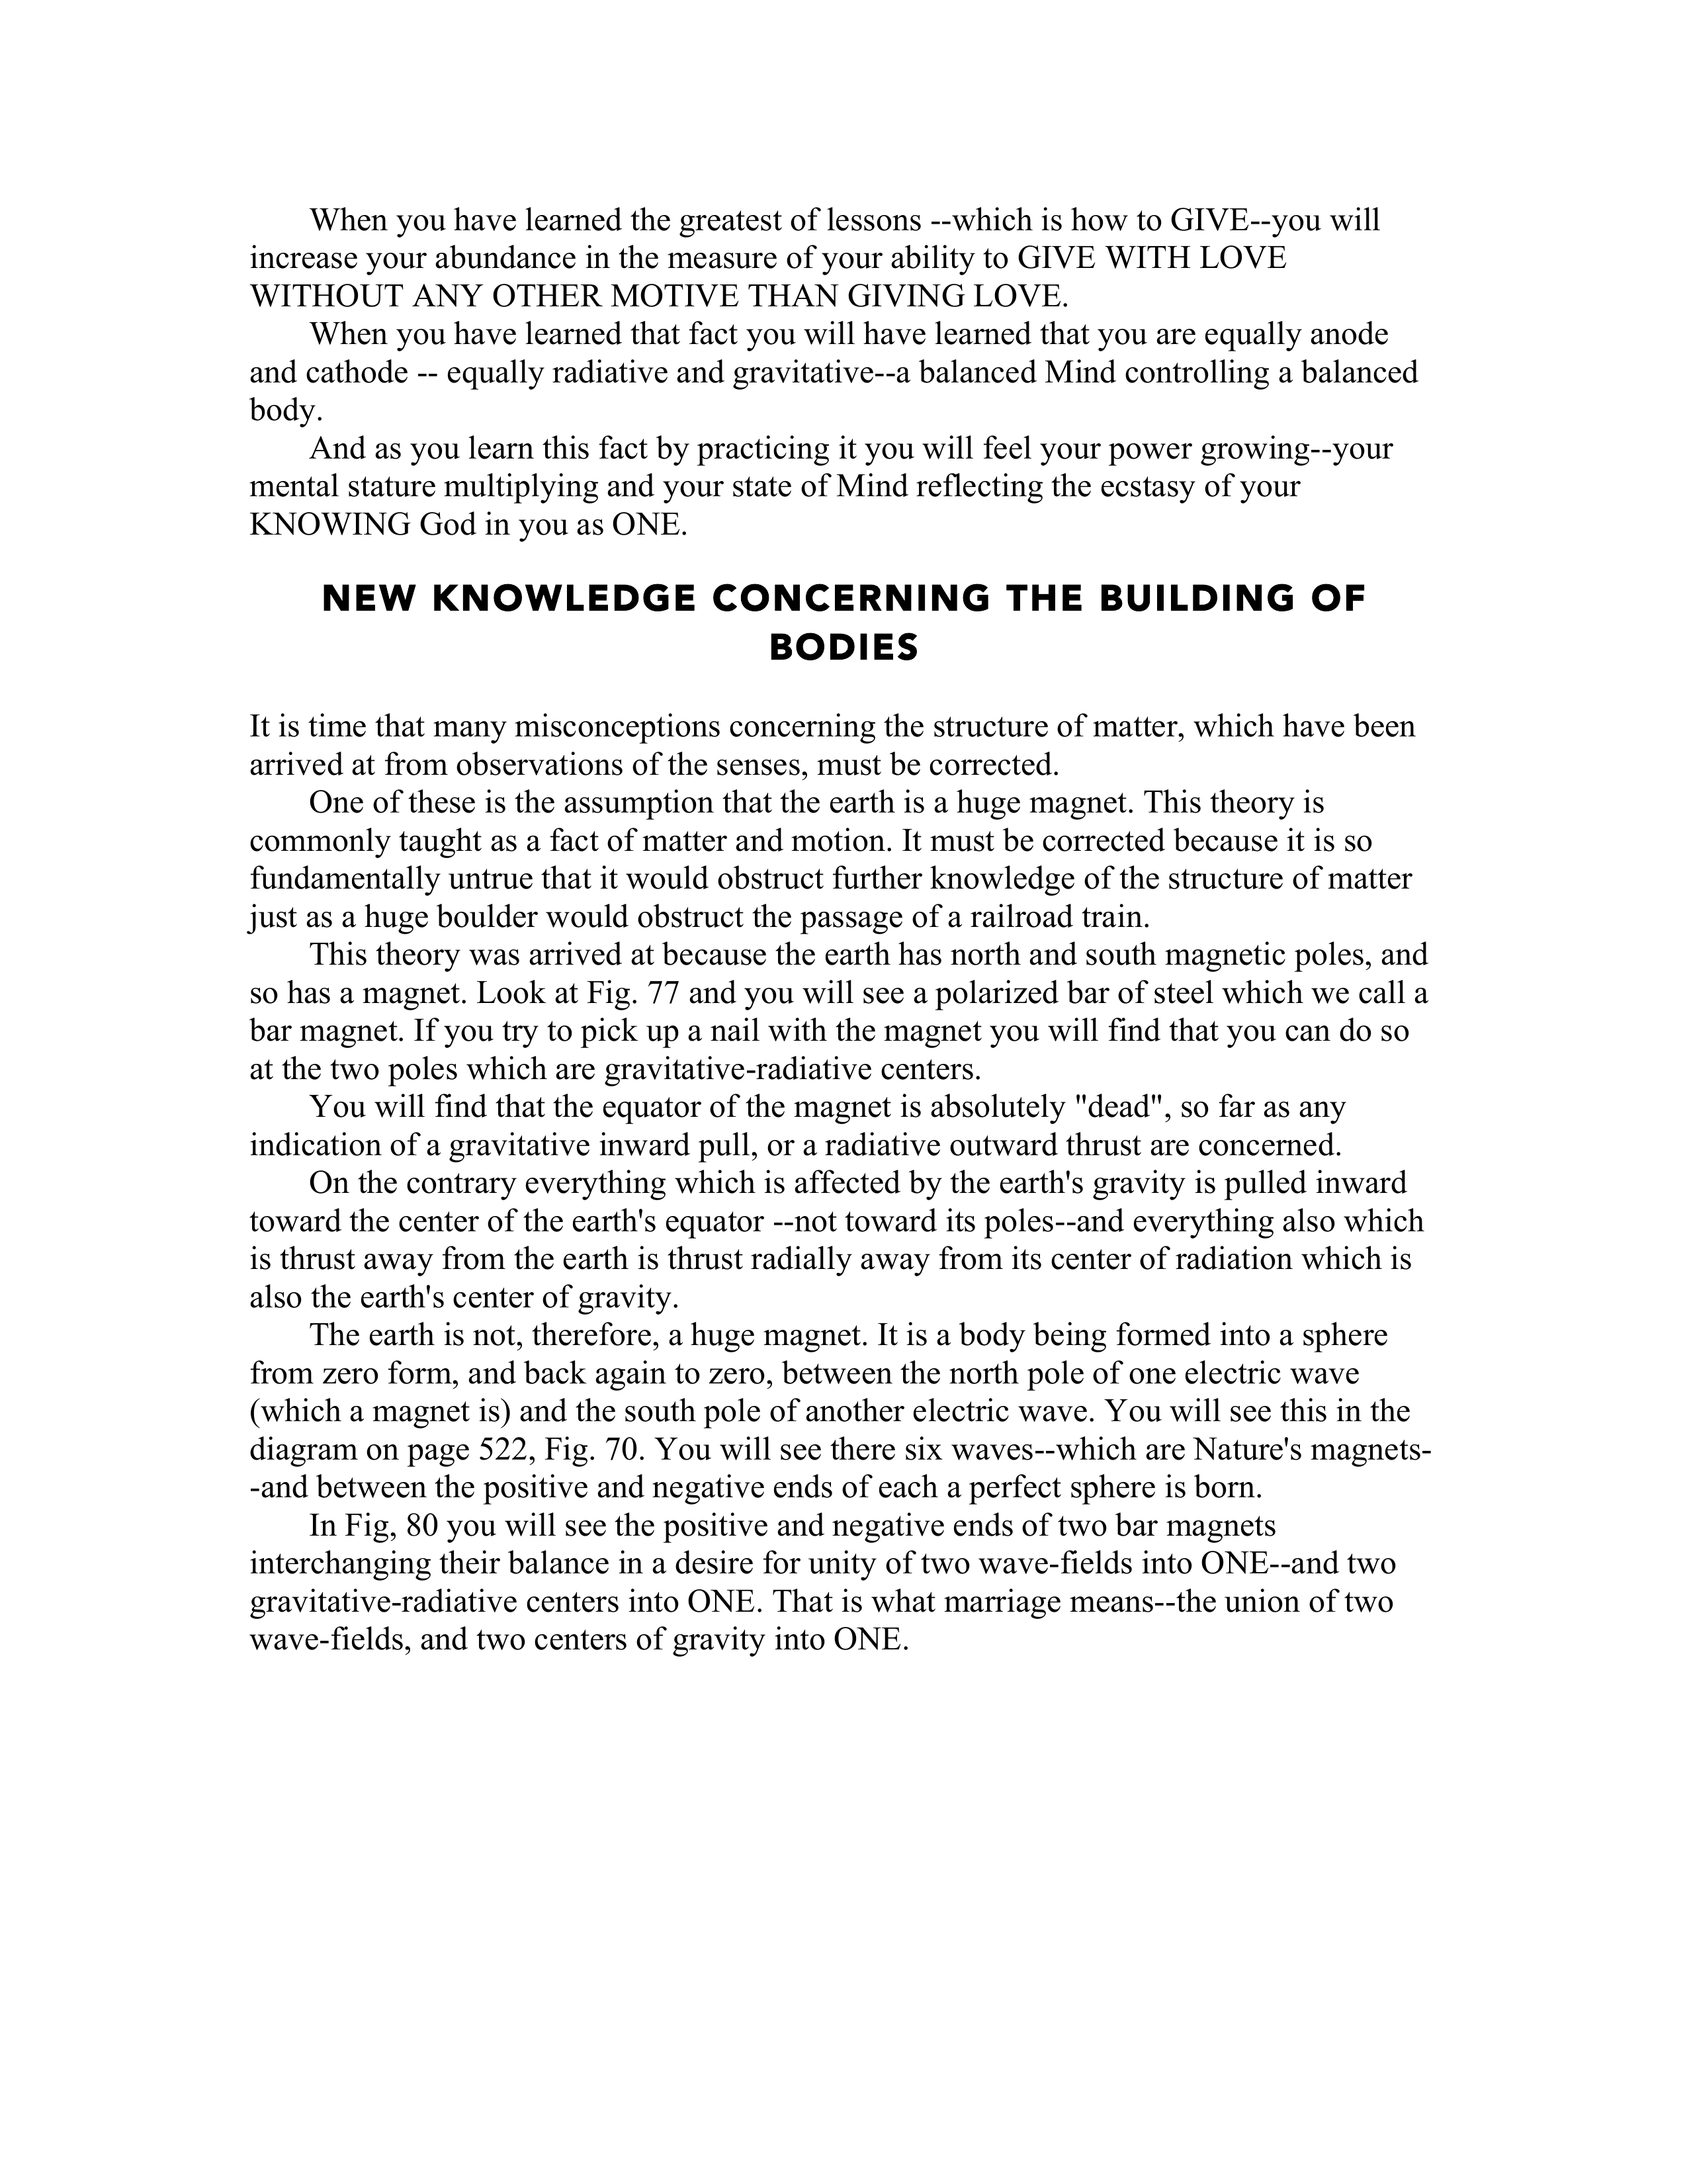 When you have learned the greatest of lessons --which is how to GIVE--you will
increase your abundance in the measure of your ability to GIVE WITH LOVE
WITHOUT ANY OTHER MOTIVE THAN GIVING LOVE.
When you have learned that fact you will have learned that you are equally anode
and cathode -- equally radiative and gravitative--a balanced Mind controlling a balanced
body.
And as you learn this fact by practicing it you will feel your power growing--your
mental stature multiplying and your state of Mind reflecting the ecstasy of your
KNOWING God in you as ONE.
NEW KNOWLEDGE CONCERNING THE BUILDING OF
BODIES
It is time that many misconceptions concerning the structure of matter, which have been
arrived at from observations of the senses, must be corrected.
One of these is the assumption that the earth is a huge magnet. This theory is
commonly taught as a fact of matter and motion. It must be corrected because it is so
fundamentally untrue that it would obstruct further knowledge of the structure of matter
just as a huge boulder would obstruct the passage of a railroad train.
This theory was arrived at because the earth has north and south magnetic poles, and
so has a magnet. Look at Fig. 77 and you will see a polarized bar of steel which we call a
bar magnet. If you try to pick up a nail with the magnet you will find that you can do so
at the two poles which are gravitative-radiative centers.
You will find that the equator of the magnet is absolutely "dead", so far as any
indication of a gravitative inward pull, or a radiative outward thrust are concerned.
On the contrary everything which is affected by the earth's gravity is pulled inward
toward the center of the earth's equator --not toward its poles--and everything also which
is thrust away from the earth is thrust radially away from its center of radiation which is
also the earth's center of gravity.
The earth is not, therefore, a huge magnet. It is a body being formed into a sphere
from zero form, and back again to zero, between the north pole of one electric wave
(which a magnet is) and the south pole of another electric wave. You will see this in the
diagram on page 522, Fig. 70. You will see there six waves--which are Nature's magnets-
-and between the positive and negative ends of each a perfect sphere is born.
In Fig, 80 you will see the positive and negative ends of two bar magnets
interchanging their balance in a desire for unity of two wave-fields into ONE--and two
gravitative-radiative centers into ONE. That is what marriage means--the union of two
wave-fields, and two centers of gravity into ONE.